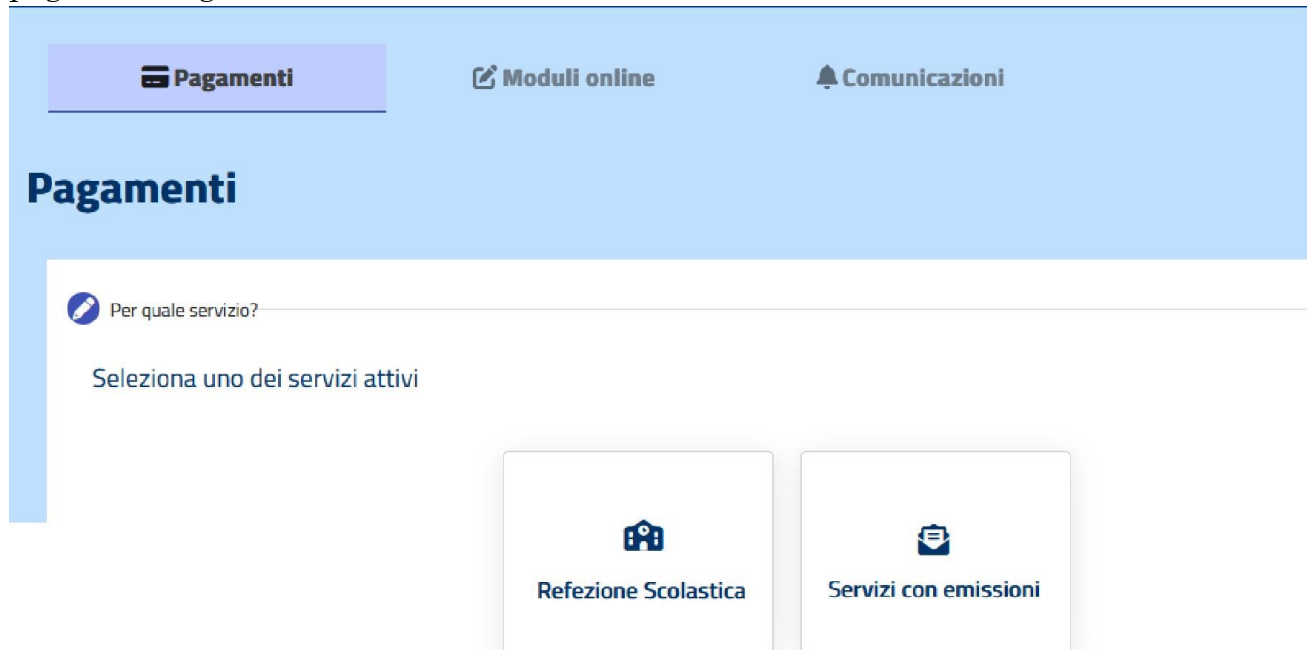 Pagamenti
Moduli online
Comunicazioni
Pagamenti
Per quale servizio?
Seleziona uno dei servizi attivi
Refezione Scolastica
Servizi con emissioni